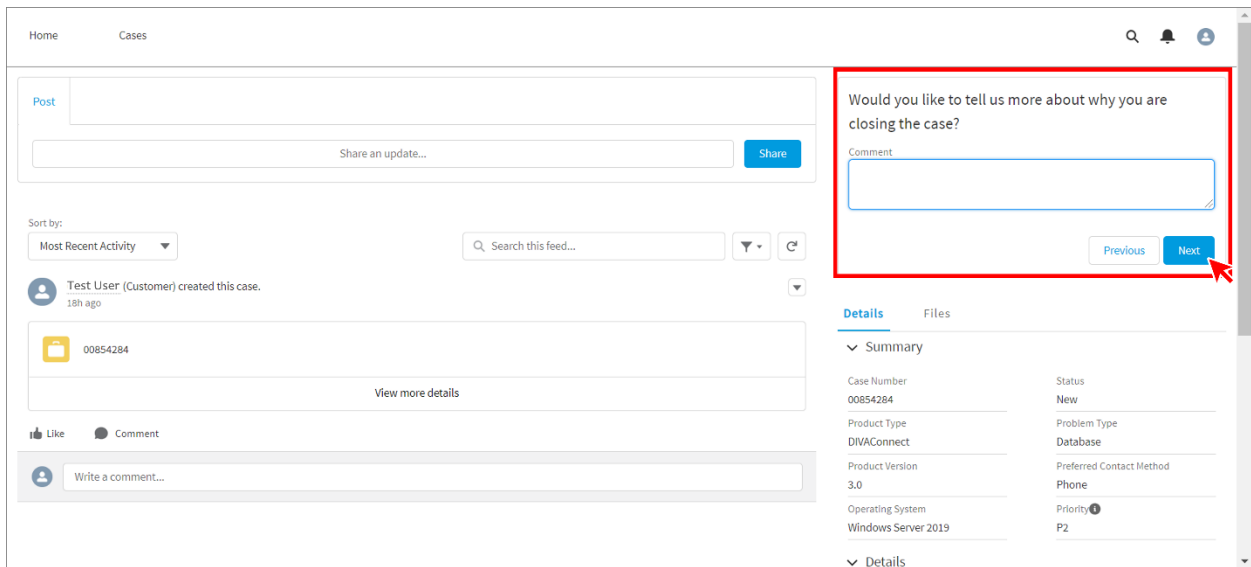 Home
Cases
Post
Share an update...
Share
Sort by:
Most Recent Activity
Search this feed...
Test User (Customer) created this case.
18h ago
00854284
View more details
Like
Comment
Write a comment...
Would you like to tell us more about why you are
closing the case?
Comment
Previous
Next
Details
Files
Summary
Case Number
00854284
Status
New
Product Type
DIVAConnect
Problem Type
Database
Product Version
3.0
Preferred Contact Method
Phone
Operating System
Windows Server 2019
Priority
P2
Details